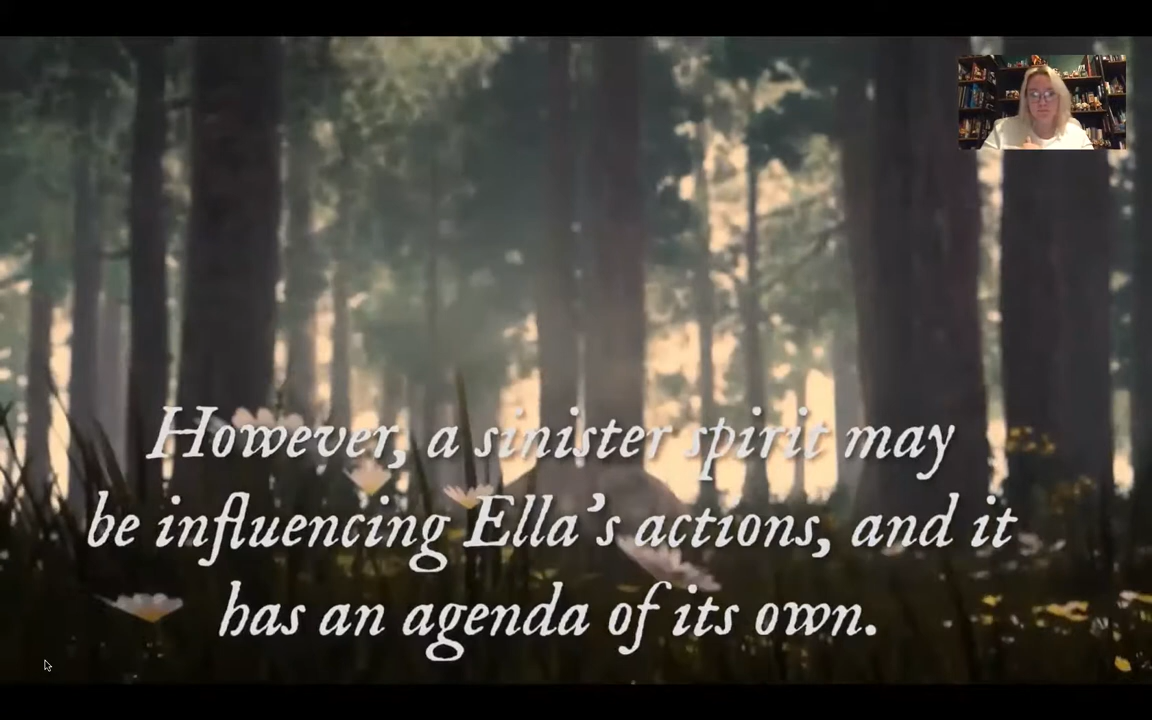 However, a sinister spirit may
be influencing Ella's actions, and it
has an agenda of its own.